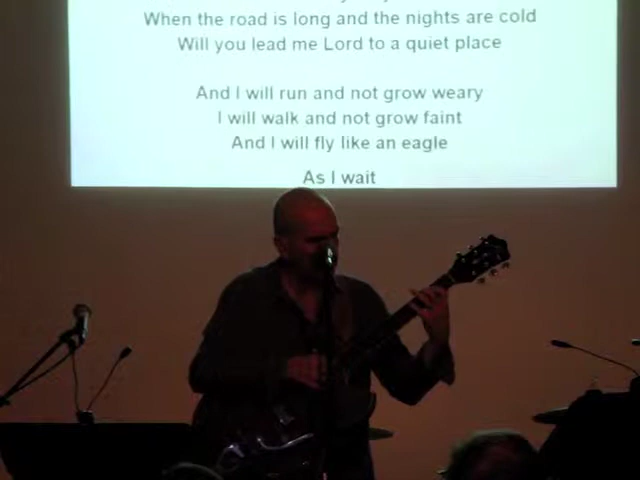 When the road is long and the nights are cold
Will you lead me Lord to a quiet place
And I will run and not grow weary
I will walk and not grow faint
And I will fly like an eagle
As I wait